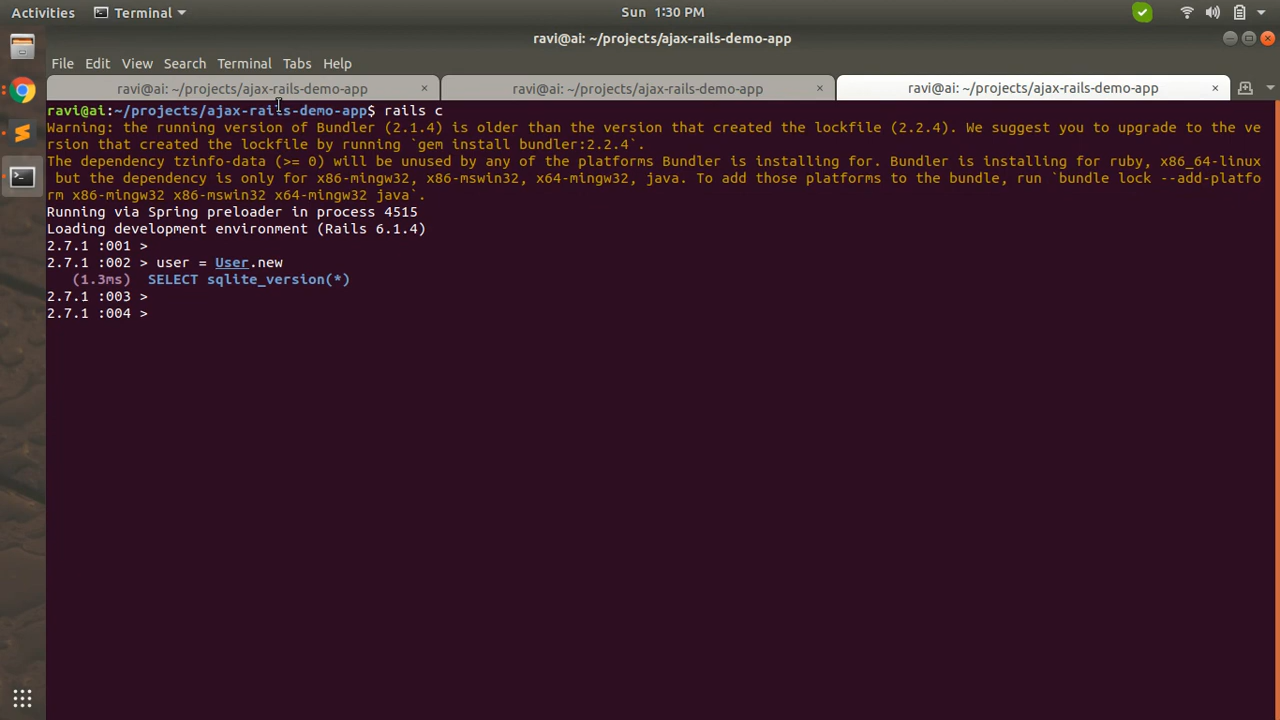 Activities Terminal Sun 1:30 PM
ravi@ai: ~/projects/ajax-rails-demo-app
File Edit View Search Terminal Tabs Help
ravi@ai: ~/projects/ajax-rails-demo-app × ravi@ai: ~/projects/ajax-rails-demo-app × ravi@ai: ~/projects/ajax-rails-demo-app ×
ravi@ai:~/projects/ajax-rails-demo-app$ rails c
Warning: the running version of Bundler (2.1.4) is older than the version that created the lockfile (2.2.4). We suggest you to upgrade to the ve
rsion that created the lockfile by running `gem install bundler:2.2.4`.
The dependency tzinfo-data (>= 0) will be unused by any of the platforms Bundler is installing for. Bundler is installing for ruby, x86_64-linux
but the dependency is only for x86-mingw32, x86-mswin32, x64-mingw32, java. To add those platforms to the bundle, run `bundle lock --add-platfo
rm x86-mingw32 x86-mswin32 x64-mingw32 java`.
Running via Spring preloader in process 4515
Loading development environment (Rails 6.1.4)
2.7.1 :001 >
2.7.1 :002 > user = User.new
(1.3ms) SELECT sqlite_version(*)
2.7.1 :003 >
2.7.1 :004 >